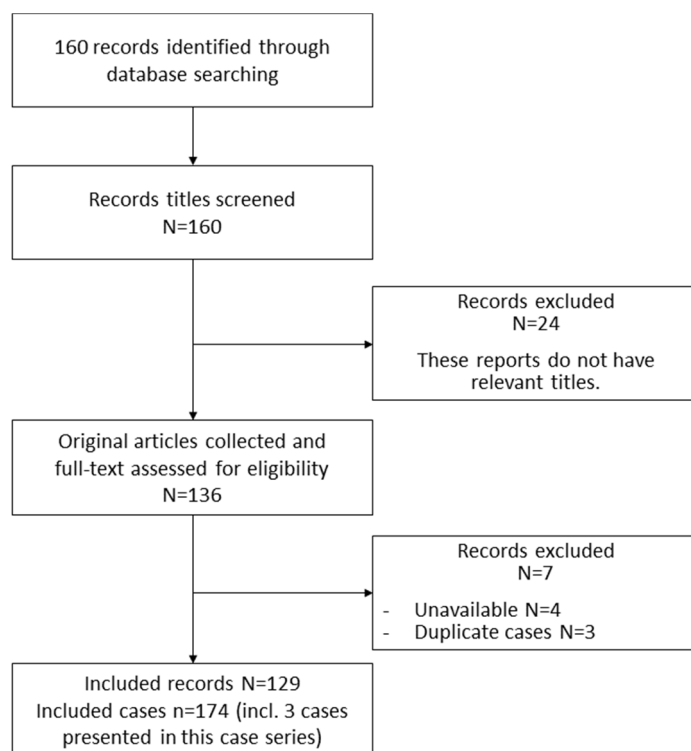 160 records identified through
database searching
Records titles screened
N=160
Records excluded
N=24
These reports do not have
relevant titles.
Original articles collected and
full-text assessed for eligibility
N=136
Records excluded
N=7
- Unavailable N=4
- Duplicate cases N=3
Included records N=129
Included cases n=174 (incl. 3 cases
presented in this case series)